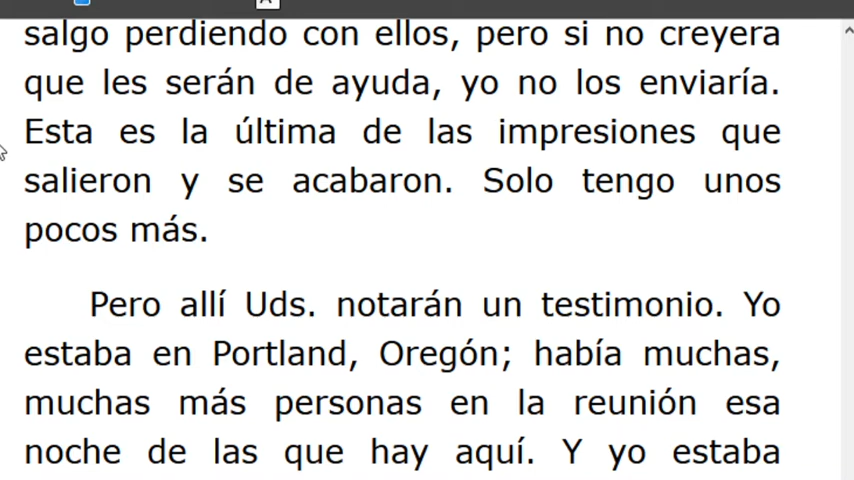 salgo perdiendo con ellos, pero si no creyera
que les serán de ayuda, yo no los enviaría.
Esta es la última de las impresiones que
salieron y se acabaron. Solo tengo unos
pocos más.
Pero allí Uds. notarán un testimonio. Yo
estaba en Portland, Oregón; había muchas,
muchas más personas en la reunión esa
noche de las que hay aquí. Y yo estaba